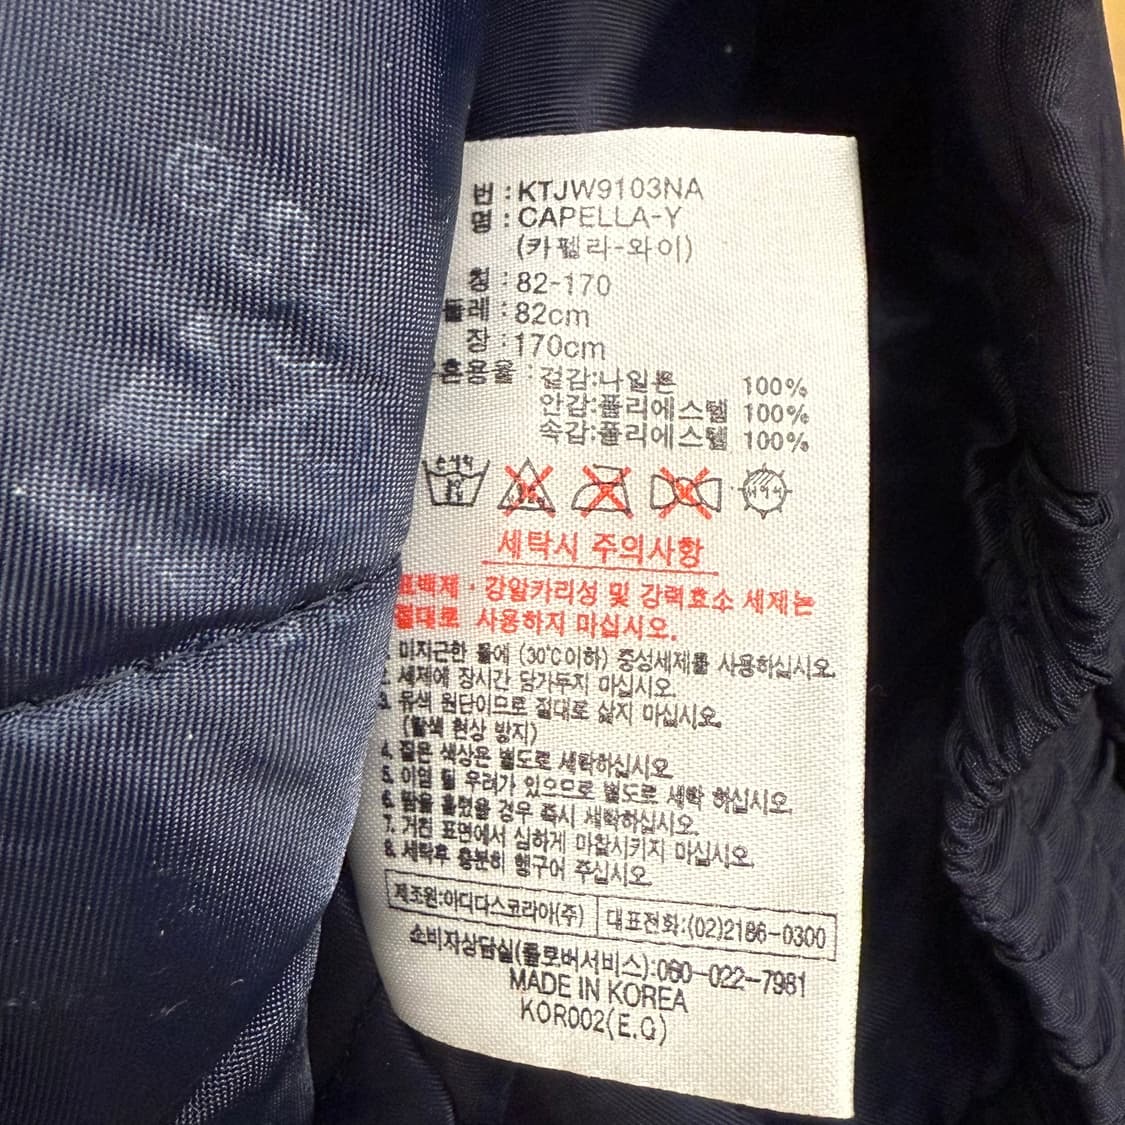 번 : KTJW9103NA
명 : CAPELLA-Y
(카펠라-와이)
칭 : 82-170
둘레 : 82cm
장 : 170cm
혼용율 : 겉감:나일론 100%
안감:폴리에스텔 100%
속감:폴리에스텔 100%
손세탁
세탁시 주의사항
표백제·강알카리성 및 강력효소 세제는
절대로 사용하지 마십시오.
미지근한 물에 (30℃이하) 중성세제를 사용하십시오.
2. 세제에 장시간 담가두지 마십시오.
3. 유색 원단이므로 절대로 삶지 마십시오.
(탈색 현상 방지)
4. 짙은 색상은 별도로 세탁하십시오.
5. 이염 될 우려가 있으므로 별도로 세탁 하십시오.
6. 땀을 흘렸을 경우 즉시 세탁하십시오.
7. 거친 표면에서 심하게 마찰시키지 마십시오.
8. 세탁후 충분히 헹구어 주십시오.
제조원:아디다스코리아(주) 대표전화:(02)2186-0300
소비자상담실(플로버서비스):080-022-7981
MADE IN KOREA
KOR002(E.G)